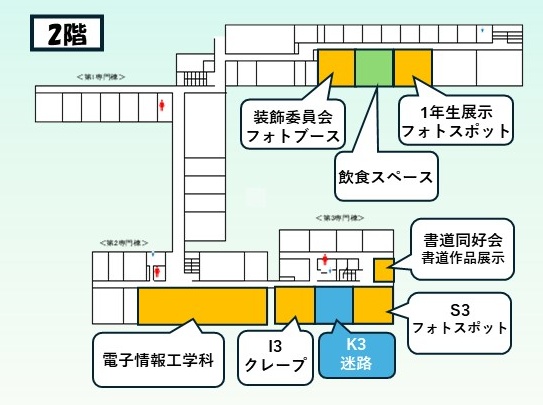 2階
<第1専門棟>
装飾委員会
フォトブース
1年生展示
フォトスポット
飲食スペース
<第3専門棟>
<第2専門棟>
書道同好会
書道作品展示
S3
フォトスポット
I3
クレープ
K3
迷路
電子情報工学科